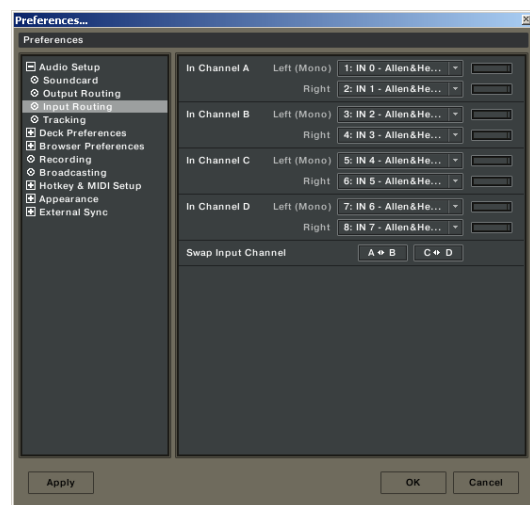 Preferences...
Preferences
Audio Setup
Soundcard
Output Routing
Input Routing
Tracking
Deck Preferences
Browser Preferences
Recording
Broadcasting
Hotkey & MIDI Setup
Appearance
External Sync
In Channel A Left (Mono) 1: IN 0 - Allen&He...
Right 2: IN 1 - Allen&He...
In Channel B Left (Mono) 3: IN 2 - Allen&He...
Right 4: IN 3 - Allen&He...
In Channel C Left (Mono) 5: IN 4 - Allen&He...
Right 6: IN 5 - Allen&He...
In Channel D Left (Mono) 7: IN 6 - Allen&He...
Right 8: IN 7 - Allen&He...
Swap Input Channel A B C D
Apply OK Cancel